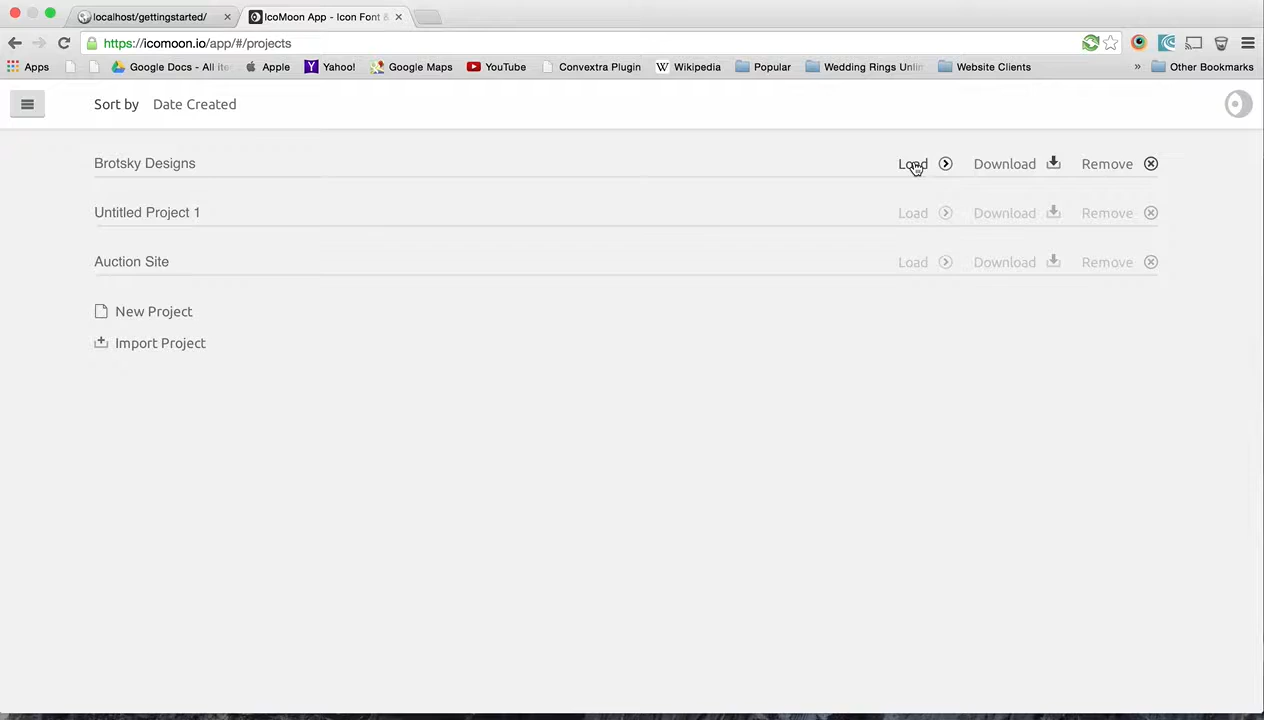 localhost/gettingstarted/
IcoMoon App - Icon Font &
https://icomoon.io/app/#/projects
Apps
Google Docs - All ite
Apple
Yahoo!
Google Maps
YouTube
Convextra Plugin
W Wikipedia
Popular
Wedding Rings Unlin
Website Clients
»
Other Bookmarks
Sort by Date Created
Brotsky Designs Load Download Remove
Untitled Project 1 Load Download Remove
Auction Site Load Download Remove
New Project
Import Project